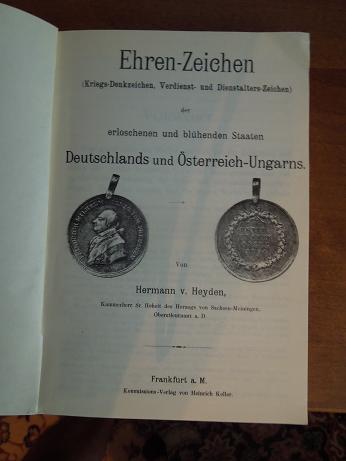 Ehren-Zeichen
(Kriegs-Denkzeichen, Verdienst- und Dienstalters-Zeichen)
der
erloschenen und blühenden Staaten
Deutschlands und Österreich-Ungarns.
Von
Hermann v. Heyden,
Kammerherr Sr. Hoheit des Herzogs von Sachsen-Meiningen,
Oberstleutnant a. D.
Frankfurt a. M.
Kommissions-Verlag von Heinrich Keller.